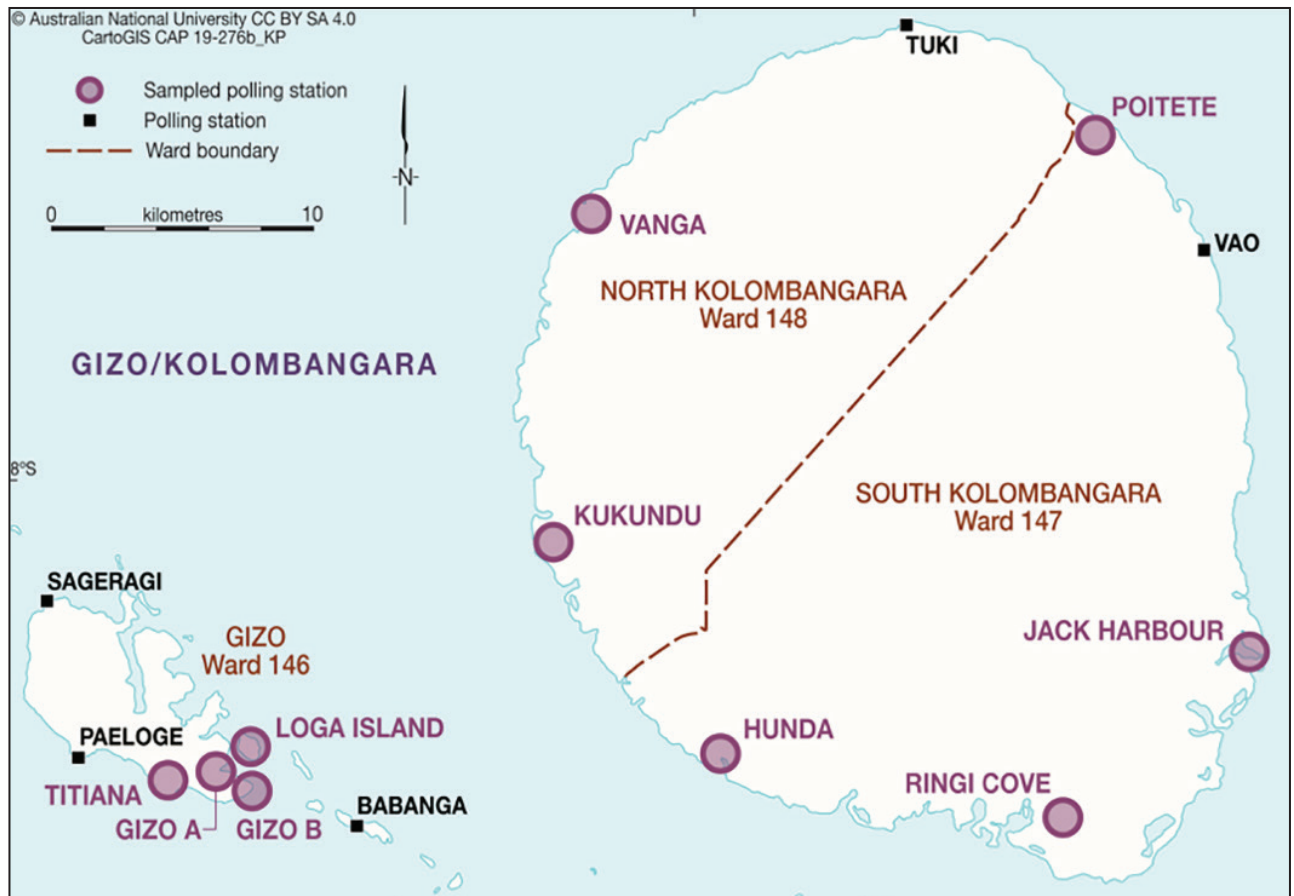 © Australian National University CC BY SA 4.0
CartoGIS CAP 19-276b_KP
Sampled polling station
Polling station
Ward boundary
0 kilometres 10
-N-
TUKI
POITETE
VANGA
VAO
NORTH KOLOMBANGARA
Ward 148
GIZO/KOLOMBANGARA
8°S
SOUTH KOLOMBANGARA
Ward 147
KUKUNDU
SAGERAGI
GIZO
Ward 146
JACK HARBOUR
LOGA ISLAND
HUNDA
PAELOGE
RINGI COVE
TITIANA
BABANGA
GIZO A
GIZO B